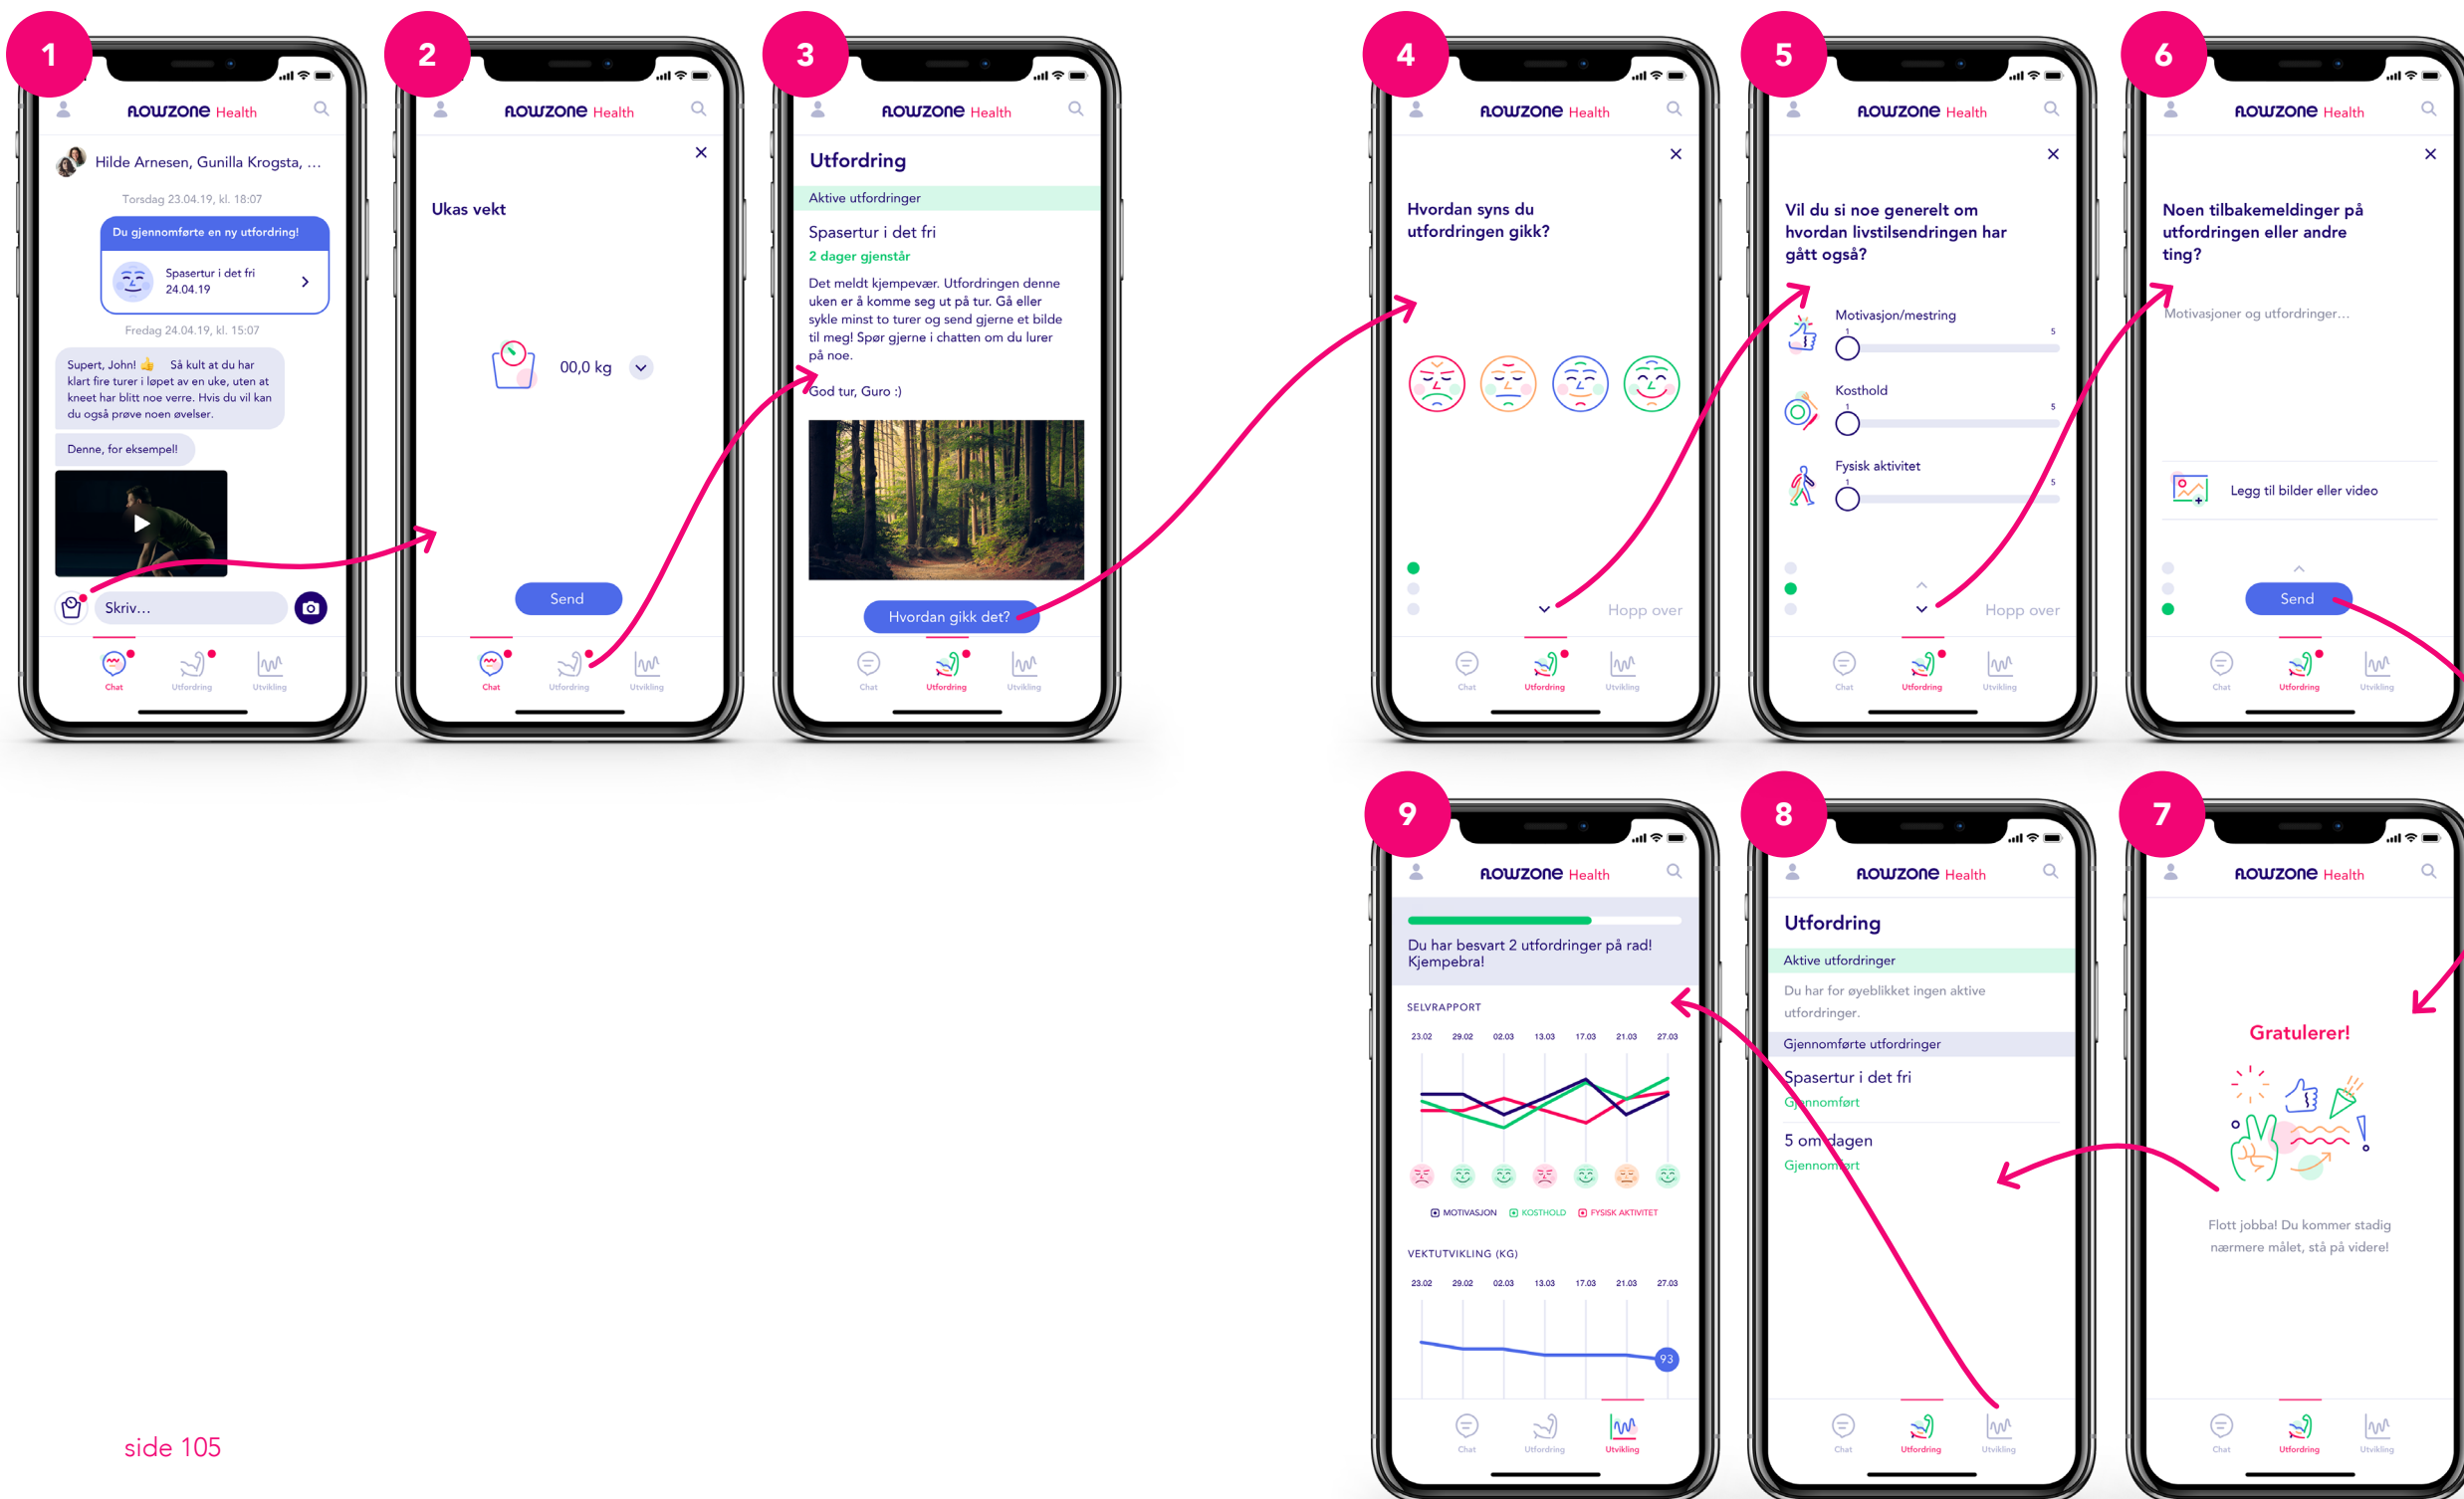 1
FLOWZONE Health
Hilde Arnesen, Gunilla Krogsta, ...
Torsdag 23.04.19, kl. 18:07
Du gjennomførte en ny utfordring!
Spasertur i det fri
24.04.19
Fredag 24.04.19, kl. 15:07
Supert, John! 👍 Så kult at du har
klart fire turer i løpet av en uke, uten at
kneet har blitt noe verre. Hvis du vil kan
du også prøve noen øvelser.
Denne, for eksempel!
Skriv...
Chat
Utfordring
Utvikling
2
FLOWZONE Health
Ukas vekt
00,0 kg
Send
Chat
Utfordring
Utvikling
3
FLOWZONE Health
Utfordring
Aktive utfordringer
Spasertur i det fri
2 dager gjenstår
Det meldt kjempevær. Utfordringen denne
uken er å komme seg ut på tur. Gå eller
sykle minst to turer og send gjerne et bilde
til meg! Spør gjerne i chatten om du lurer
på noe.
God tur, Guro :)
Hvordan gikk det?
Chat
Utfordring
Utvikling
4
FLOWZONE Health
Hvordan syns du
utfordringen gikk?
Hopp over
Chat
Utfordring
Utvikling
5
FLOWZONE Health
Vil du si noe generelt om
hvordan livstilsendringen har
gått også?
Motivasjon/mestring
1 5
Kosthold
1 5
Fysisk aktivitet
1 5
Hopp over
Chat
Utfordring
Utvikling
6
FLOWZONE Health
Noen tilbakemeldinger på
utfordringen eller andre
ting?
Motivasjoner og utfordringer...
Legg til bilder eller video
Send
Chat
Utfordring
Utvikling
9
FLOWZONE Health
Du har besvart 2 utfordringer på rad!
Kjempebra!
SELVRAPPORT
23.02 29.02 02.03 13.03 17.03 21.03 27.03
MOTIVASJON KOSTHOLD FYSISK AKTIVITET
VEKTUTVIKLING (KG)
23.02 29.02 02.03 13.03 17.03 21.03 27.03
93
Chat
Utfordring
Utvikling
8
FLOWZONE Health
Utfordring
Aktive utfordringer
Du har for øyeblikket ingen aktive
utfordringer.
Gjennomførte utfordringer
Spasertur i det fri
Gjennomført
5 om dagen
Gjennomført
Chat
Utfordring
Utvikling
7
FLOWZONE Health
Gratulerer!
Flott jobba! Du kommer stadig
nærmere målet, stå på videre!
Chat
Utfordring
Utvikling
side 105